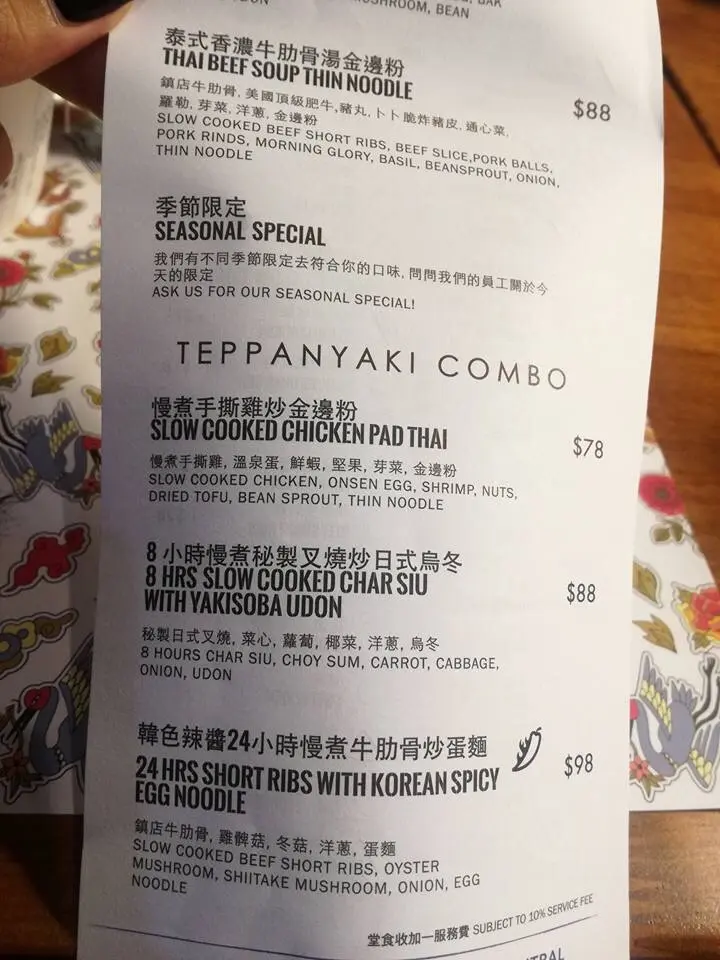 MUSHROOM, BEAN
泰式香濃牛肋骨湯金邊粉
THAI BEEF SOUP THIN NOODLE
$88
鎮店牛肋骨, 美國頂級肥牛,豬丸, 卜卜脆炸豬皮, 通心菜,
羅勒, 芽菜, 洋蔥, 金邊粉
SLOW COOKED BEEF SHORT RIBS, BEEF SLICE,PORK BALLS,
PORK RINDS, MORNING GLORY, BASIL, BEANSPROUT, ONION,
THIN NOODLE
季節限定
SEASONAL SPECIAL
我們有不同季節限定去符合你的口味, 問問我們的員工關於今
天的限定
ASK US FOR OUR SEASONAL SPECIAL!
TEPPANYAKI COMBO
慢煮手撕雞炒金邊粉
SLOW COOKED CHICKEN PAD THAI
$78
慢煮手撕雞, 溫泉蛋, 鮮蝦, 堅果, 芽菜, 金邊粉
SLOW COOKED CHICKEN, ONSEN EGG, SHRIMP, NUTS,
DRIED TOFU, BEAN SPROUT, THIN NOODLE
8 小時慢煮秘製叉燒炒日式烏冬
8 HRS SLOW COOKED CHAR SIU
WITH YAKISOBA UDON
$88
秘製日式叉燒, 菜心, 蘿蔔, 椰菜, 洋蔥, 烏冬
8 HOURS CHAR SIU, CHOY SUM, CARROT, CABBAGE,
ONION, UDON
韓色辣醬24小時慢煮牛肋骨炒蛋麵
24 HRS SHORT RIBS WITH KOREAN SPICY
EGG NOODLE
$98
鎮店牛肋骨, 雞髀菇, 冬菇, 洋蔥, 蛋麵
SLOW COOKED BEEF SHORT RIBS, OYSTER
MUSHROOM, SHIITAKE MUSHROOM, ONION, EGG
NOODLE
堂食收加一服務費 SUBJECT TO 10% SERVICE FEE